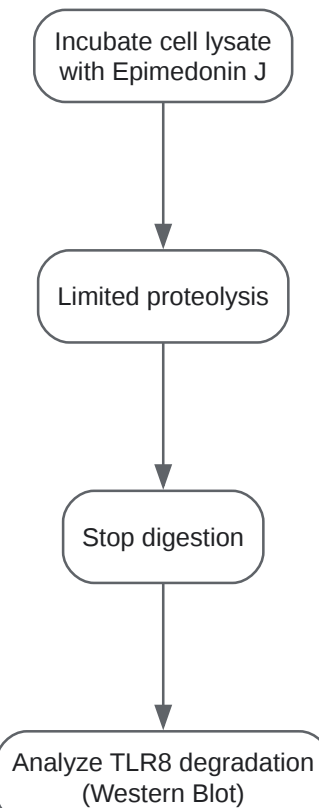 Incubate cell lysate
with Epimedonin J
Limited proteolysis
Stop digestion
Analyze TLR8 degradation
(Western Blot)